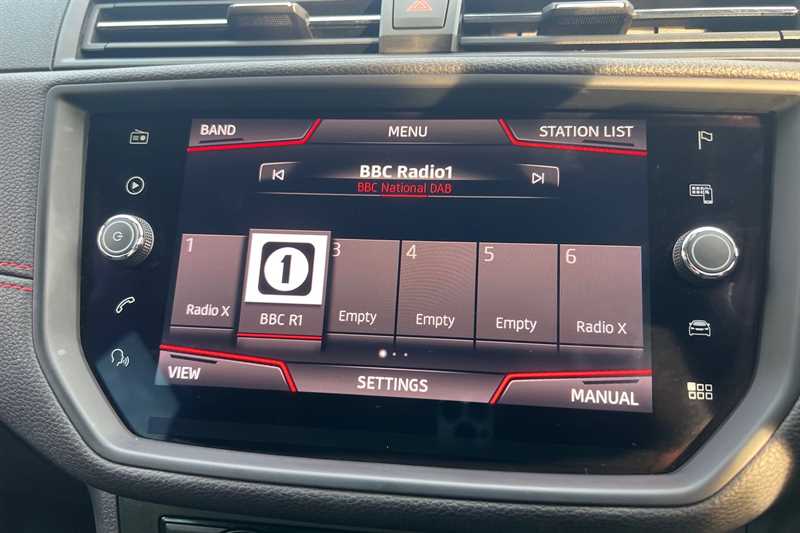 BAND
MENU
STATION LIST
BBC Radio1
BBC National DAB
1
Radio X
1
BBC R1
3
Empty
4
Empty
5
Empty
6
Radio X
VIEW
SETTINGS
MANUAL